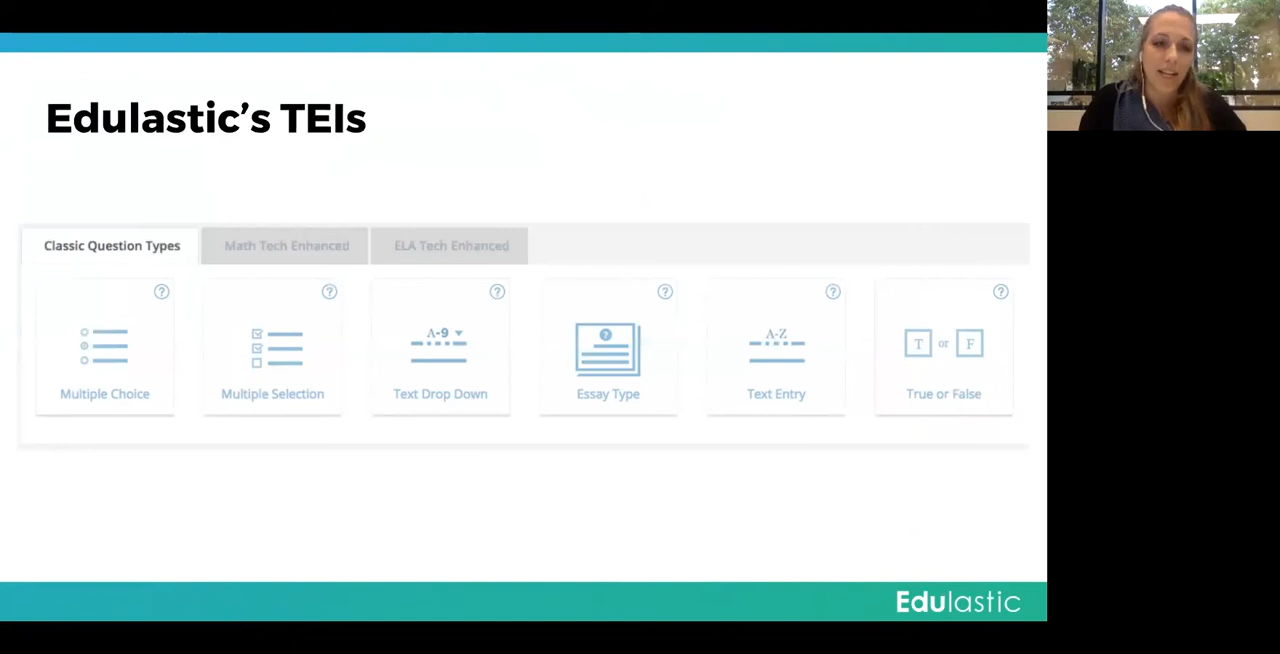 Edulastic's TEIs
Classic Question Types Math Tech Enhanced ELA Tech Enhanced
? ? ? ? ? ?
A-9 ? A-Z T or F
Multiple Choice Multiple Selection Text Drop Down Essay Type Text Entry True or False
Edulastic